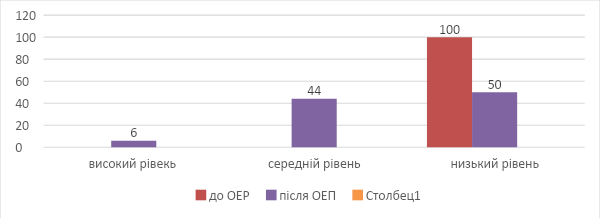 120
100
80
60
40
20
0
6
44
100
50
високий рівекь
середній рівень
низький рівень
до ОЕР
після ОЕП
Столбец1